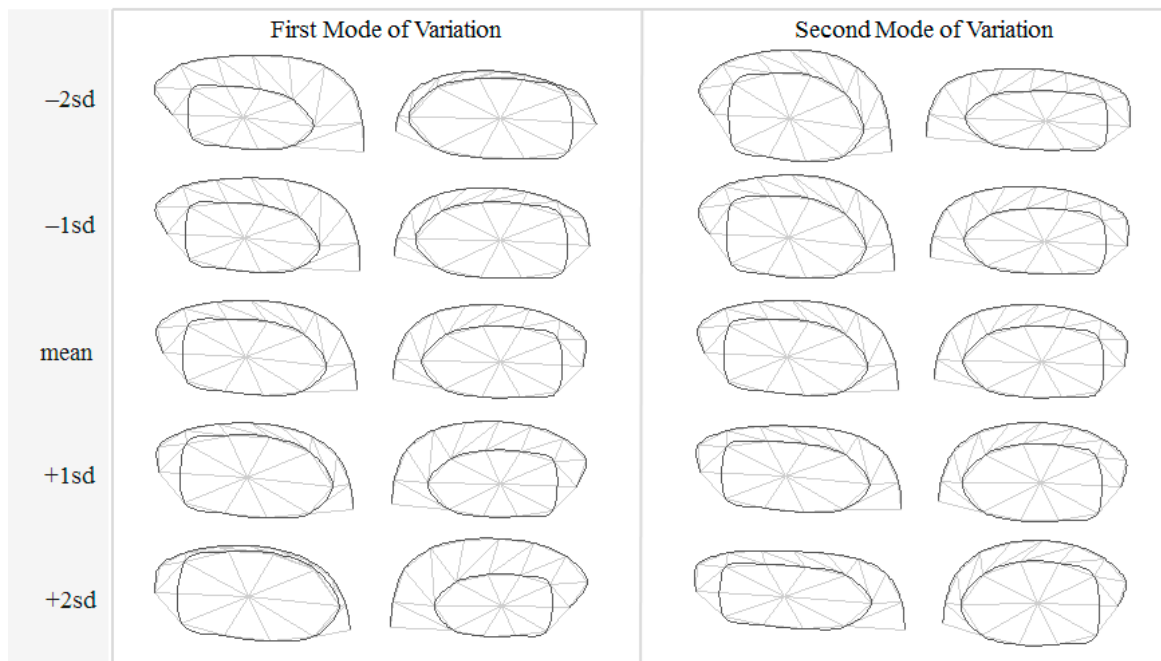 First Mode of Variation
Second Mode of Variation
–2sd
–1sd
mean
+1sd
+2sd